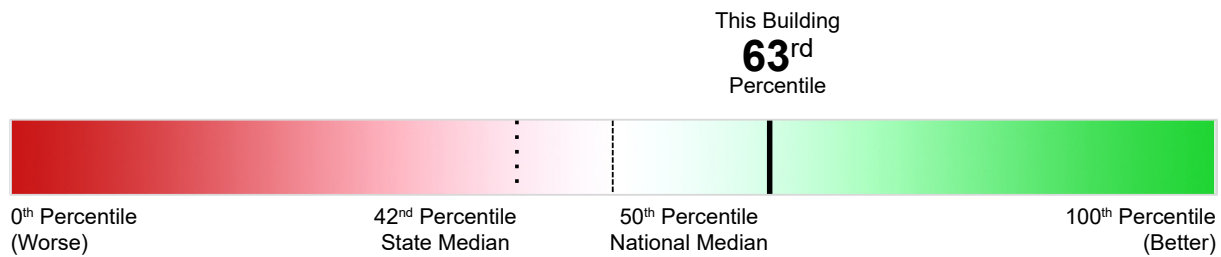 This Building
63rd
Percentile
0th Percentile
(Worse)
42nd Percentile
State Median
50th Percentile
National Median
100th Percentile
(Better)